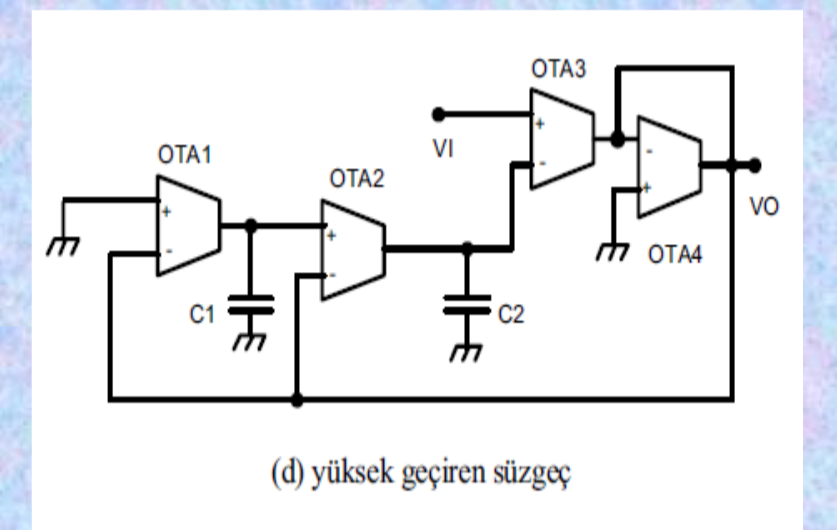 OTA3
VI
OTA1
OTA2
+
-
+
-
+
-
-
+
VO
OTA4
C1
C2
(d) yüksek geçiren süzgeç